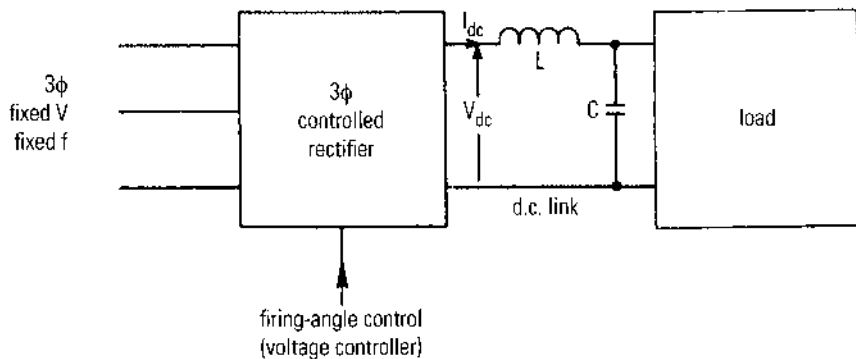 3ϕ
fixed V
fixed f
3ϕ
controlled
rectifier
I_dc
L
V_dc
C
load
d.c. link
firing-angle control
(voltage controller)